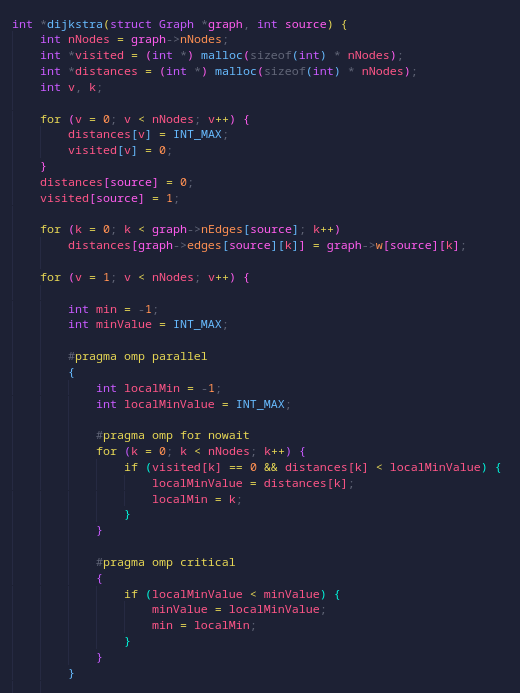 int *dijkstra(struct Graph *graph, int source) {
    int nNodes = graph->nNodes;
    int *visited = (int *) malloc(sizeof(int) * nNodes);
    int *distances = (int *) malloc(sizeof(int) * nNodes);
    int v, k;

    for (v = 0; v < nNodes; v++) {
        distances[v] = INT_MAX;
        visited[v] = 0;
    }
    distances[source] = 0;
    visited[source] = 1;

    for (k = 0; k < graph->nEdges[source]; k++)
        distances[graph->edges[source][k]] = graph->w[source][k];

    for (v = 1; v < nNodes; v++) {

        int min = -1;
        int minValue = INT_MAX;

        #pragma omp parallel
        {
            int localMin = -1;
            int localMinValue = INT_MAX;

            #pragma omp for nowait
            for (k = 0; k < nNodes; k++) {
                if (visited[k] == 0 && distances[k] < localMinValue) {
                    localMinValue = distances[k];
                    localMin = k;
                }
            }

            #pragma omp critical
            {
                if (localMinValue < minValue) {
                    minValue = localMinValue;
                    min = localMin;
                }
            }
        }